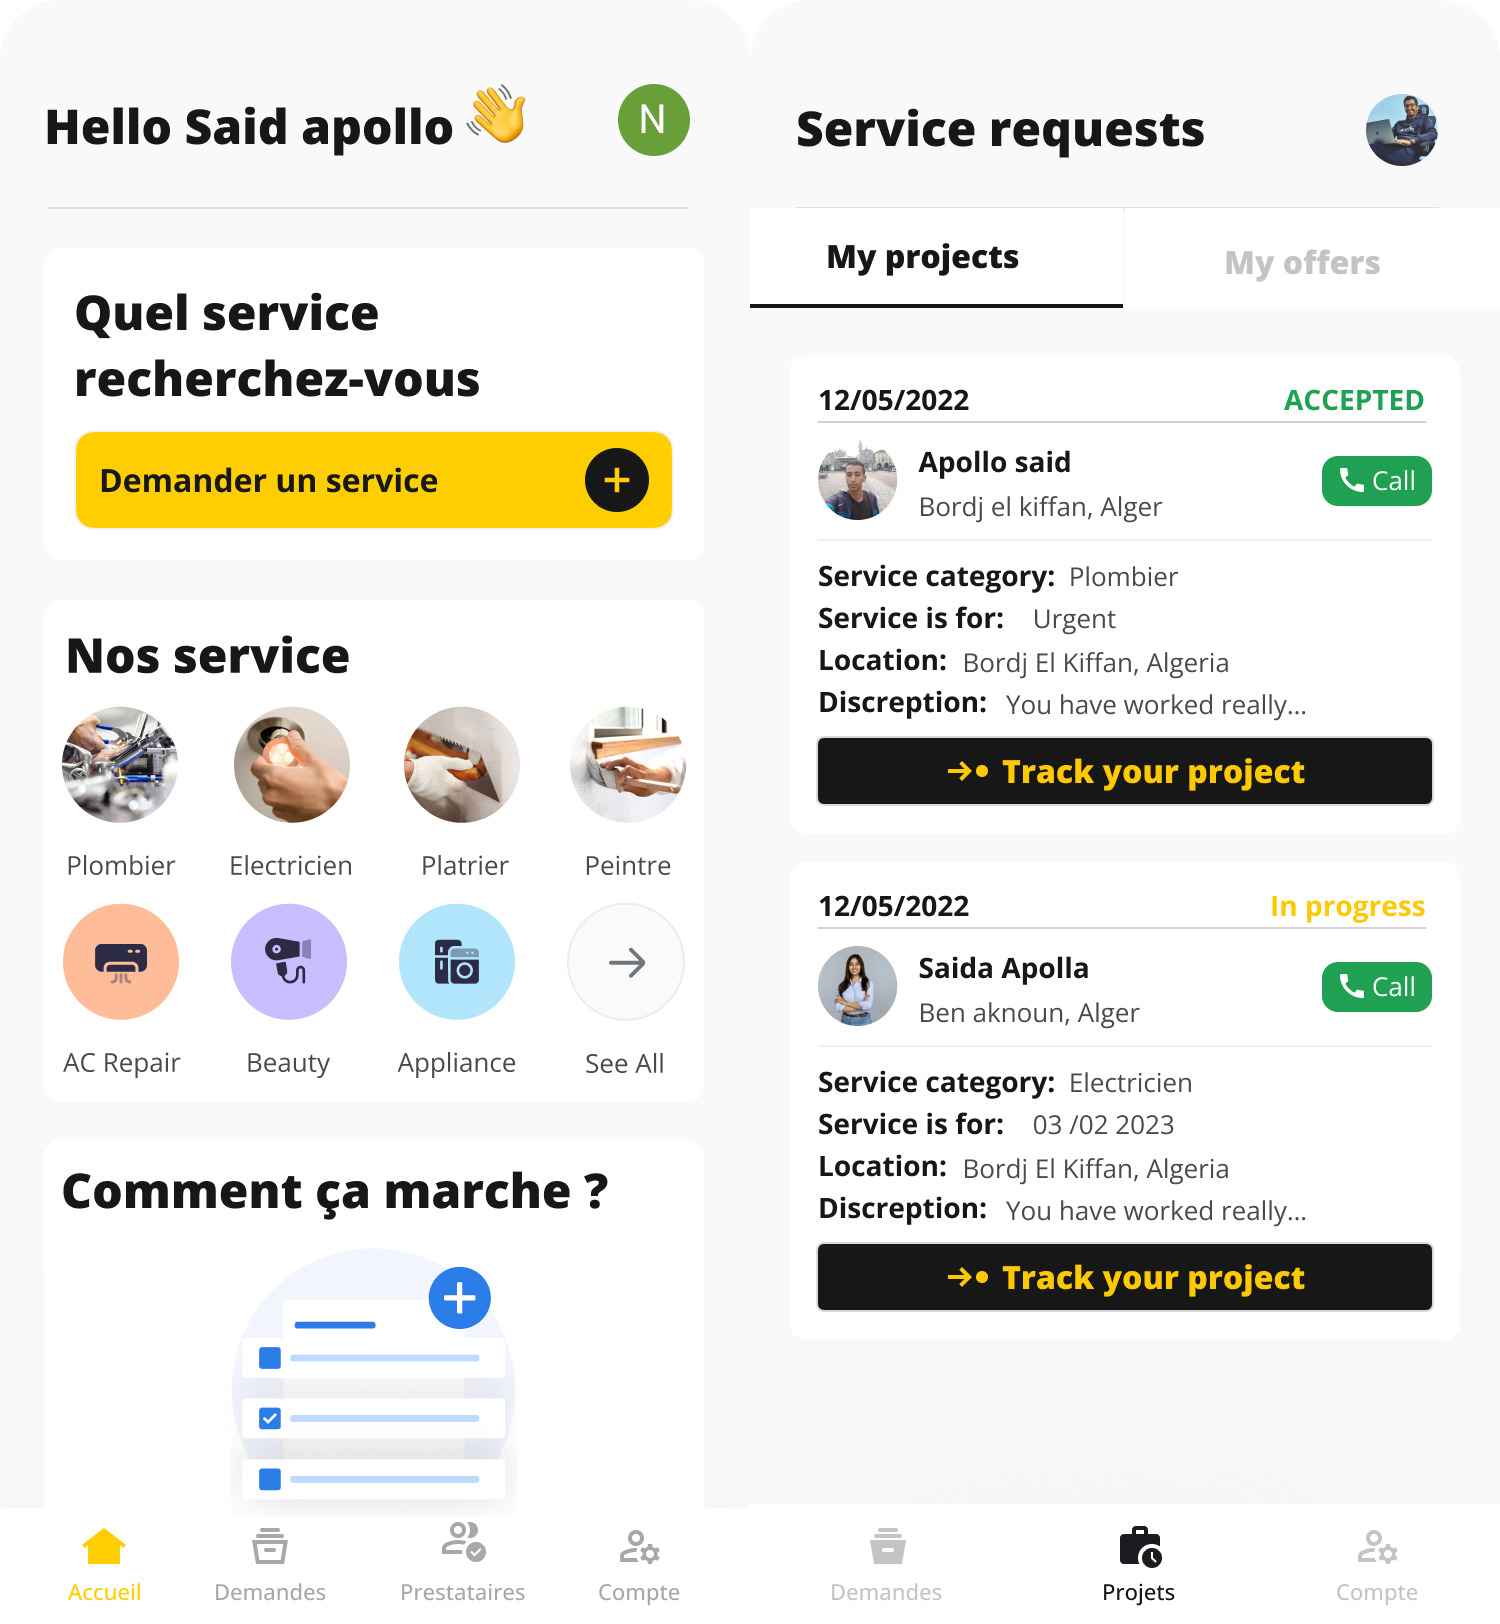 Hello Said apollo 👋
N
Quel service
recherchez-vous
Demander un service
Nos service
Plombier
Electricien
Platrier
Peintre
AC Repair
Beauty
Appliance
See All
Comment ça marche ?
Accueil
Demandes
Prestataires
Compte
Service requests
My projects
My offers
12/05/2022
ACCEPTED
Apollo said
Bordj el kiffan, Alger
Call
Service category: Plombier
Service is for: Urgent
Location: Bordj El Kiffan, Algeria
Discreption: You have worked really...
Track your project
12/05/2022
In progress
Saida Apolla
Ben aknoun, Alger
Call
Service category: Electricien
Service is for: 03 /02 2023
Location: Bordj El Kiffan, Algeria
Discreption: You have worked really...
Track your project
Demandes
Projets
Compte